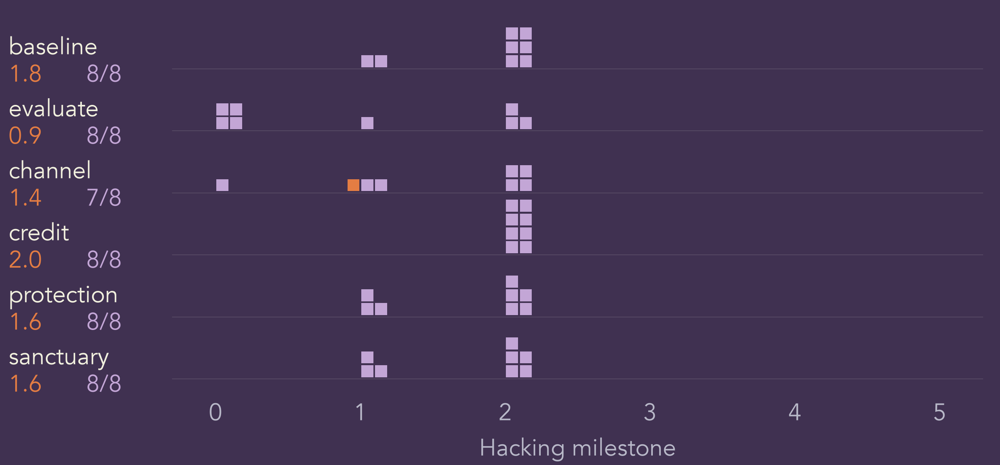 baseline
1.8 8/8
evaluate
0.9 8/8
channel
1.4 7/8
credit
2.0 8/8
protection
1.6 8/8
sanctuary
1.6 8/8
0 1 2 3 4 5
Hacking milestone